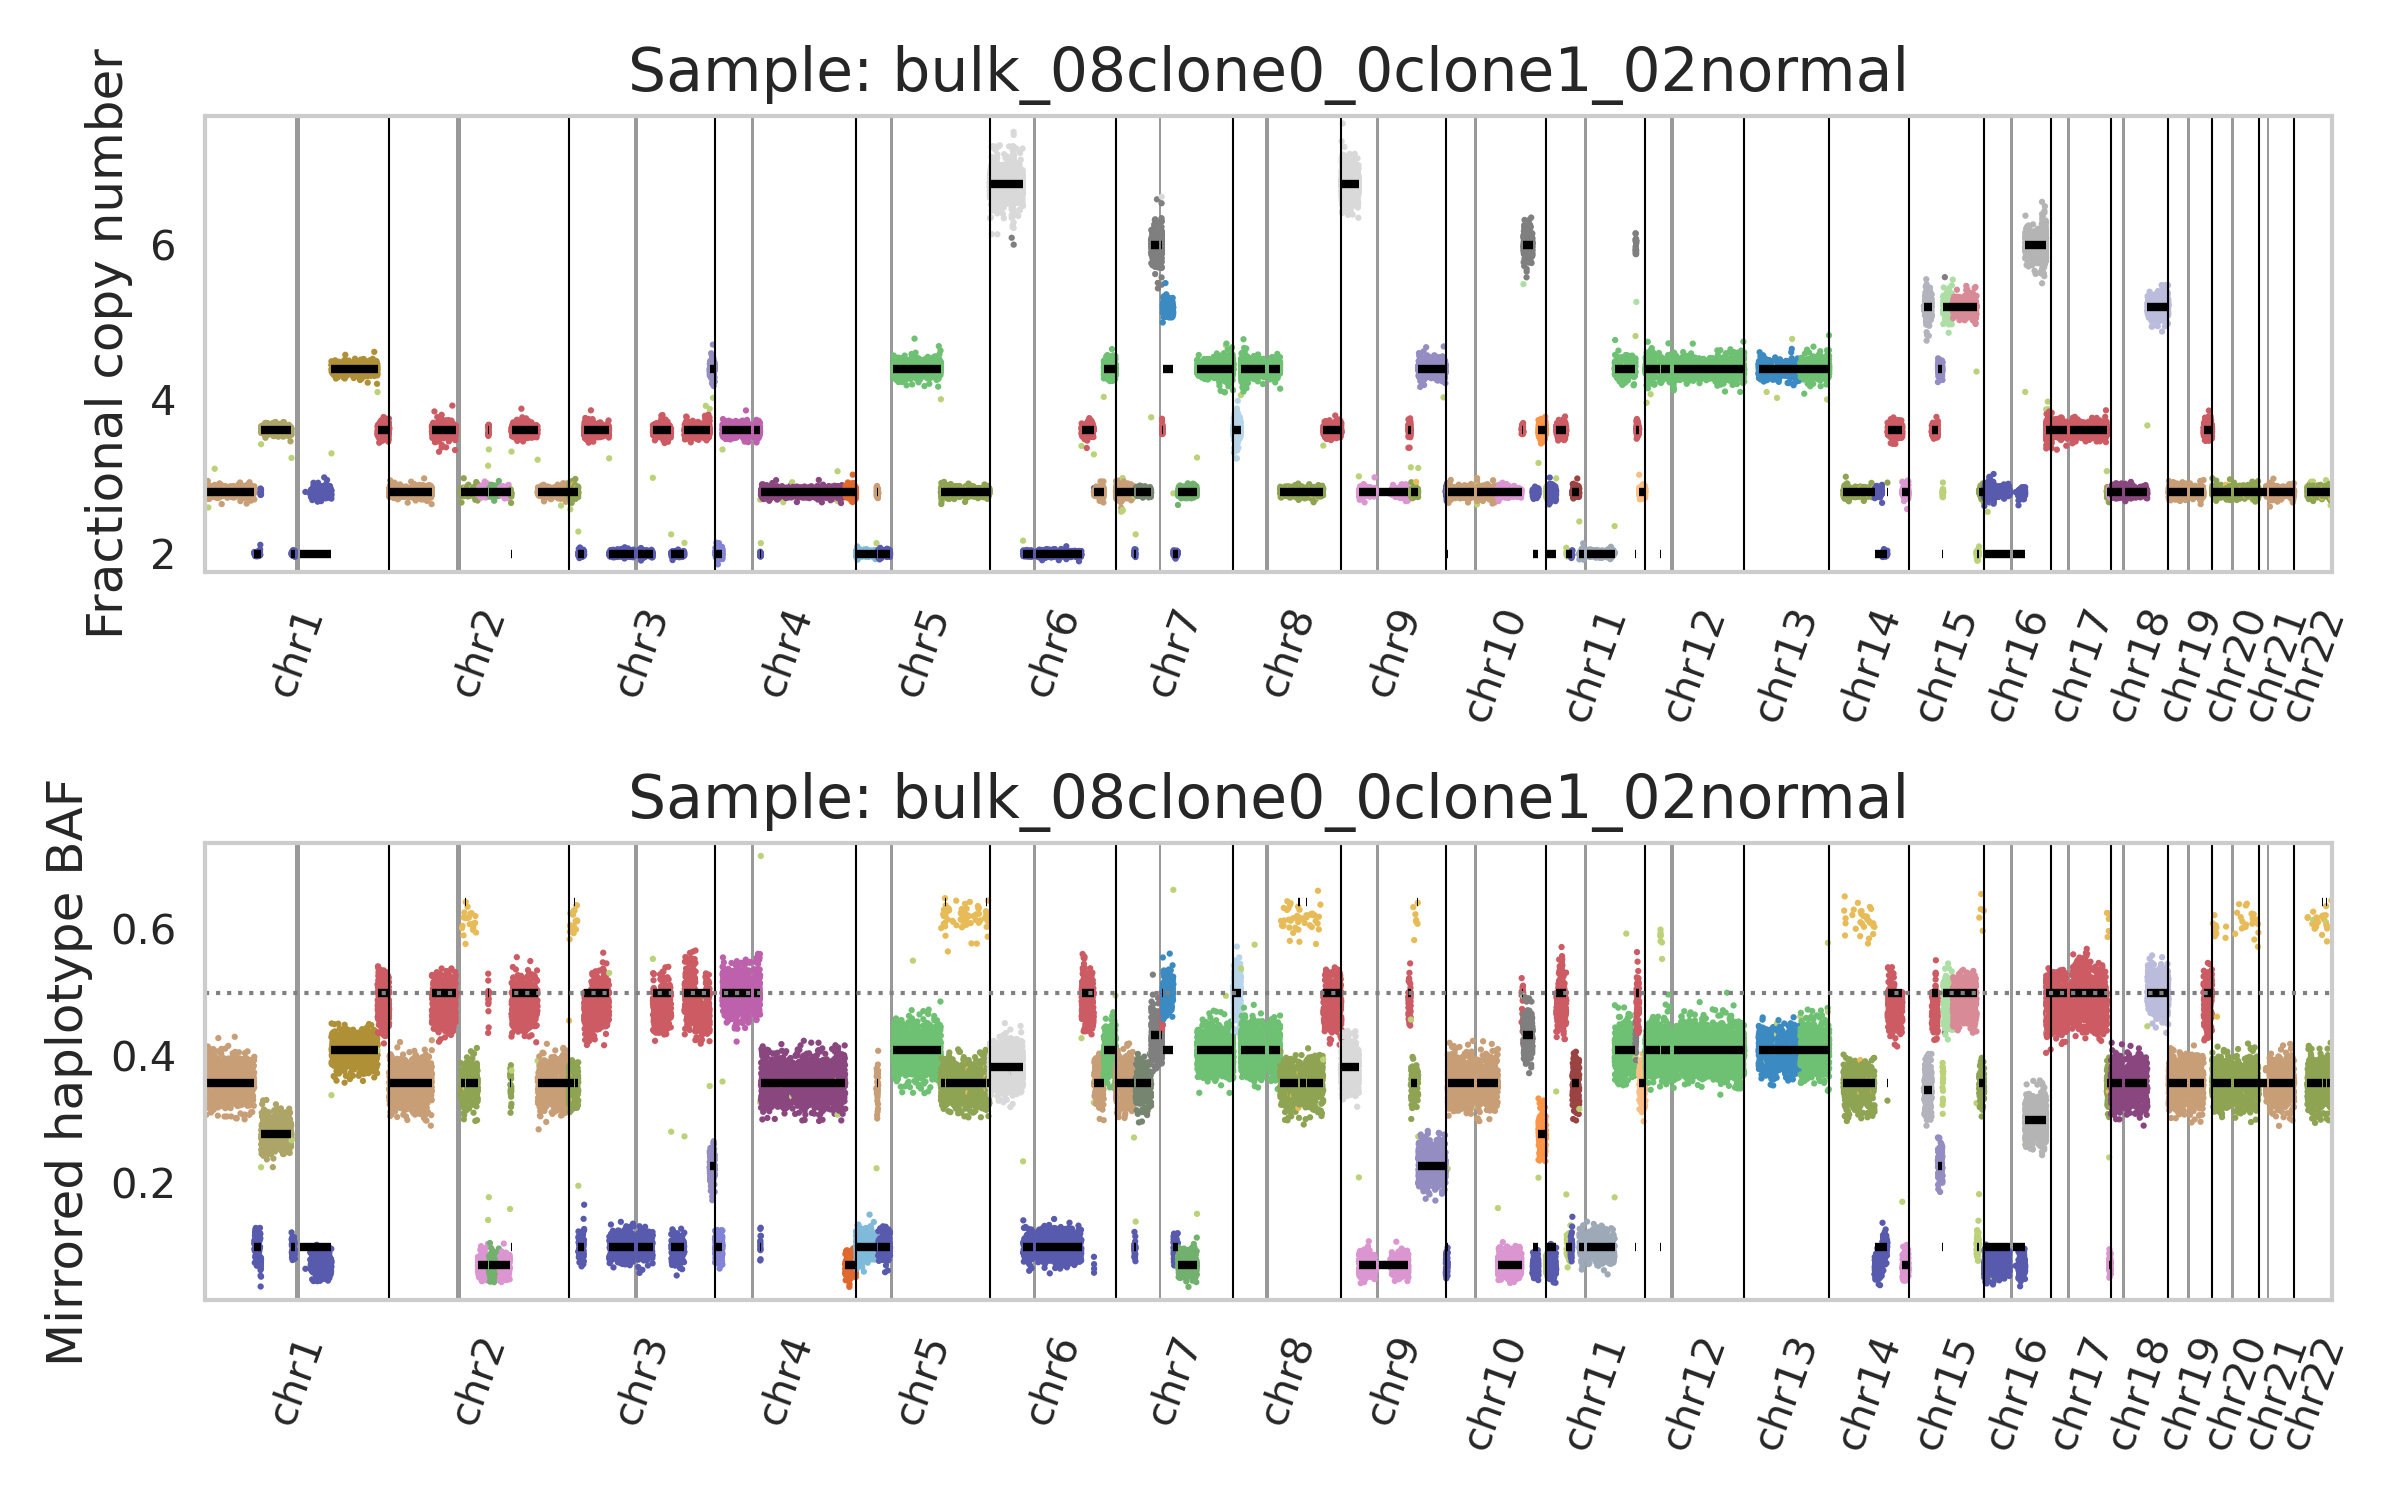 Sample: bulk_08clone0_0clone1_02normal
Fractional copy number
6
4
2
chr1 chr2 chr3 chr4 chr5 chr6 chr7 chr8 chr9 chr10 chr11 chr12 chr13 chr14 chr15 chr16 chr17 chr18 chr19 chr20 chr21 chr22
Sample: bulk_08clone0_0clone1_02normal
Mirrored haplotype BAF
0.6
0.4
0.2
chr1 chr2 chr3 chr4 chr5 chr6 chr7 chr8 chr9 chr10 chr11 chr12 chr13 chr14 chr15 chr16 chr17 chr18 chr19 chr20 chr21 chr22